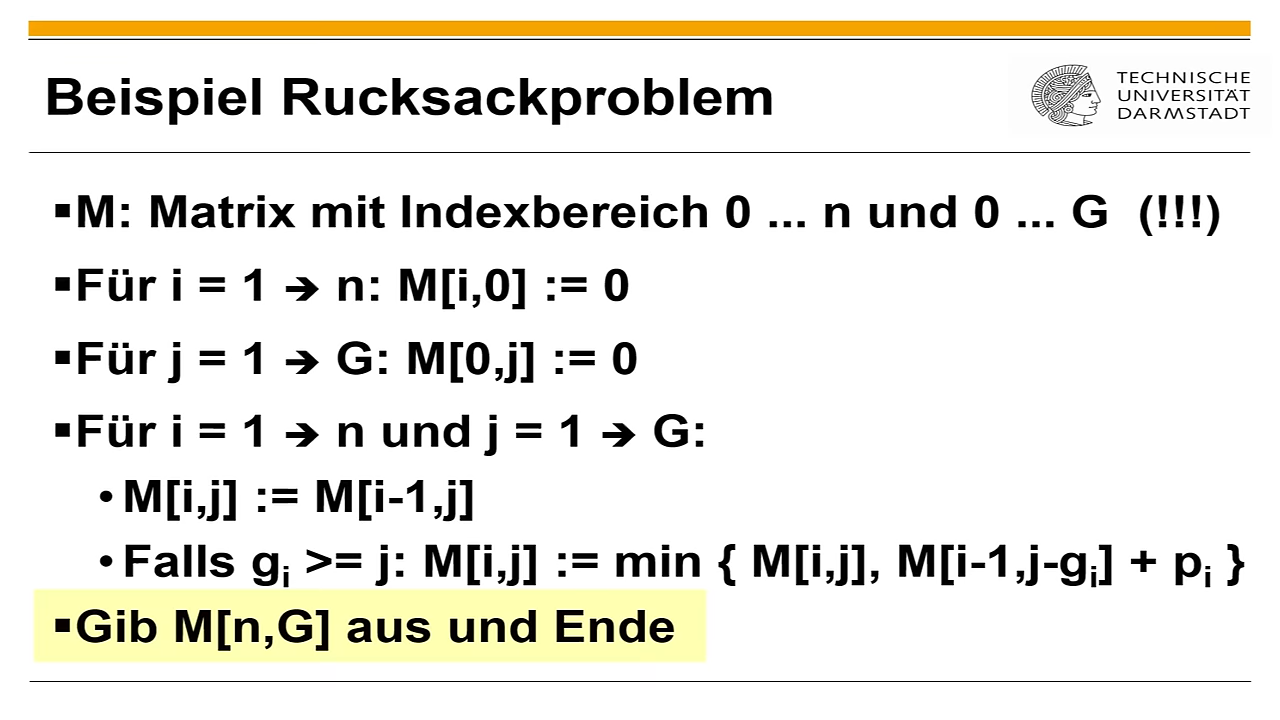 Beispiel Rucksackproblem
TECHNISCHE
UNIVERSITÄT
DARMSTADT
▪M: Matrix mit Indexbereich 0 ... n und 0 ... G (!!!)
▪Für i = 1 ➔ n: M[i,0] := 0
▪Für j = 1 ➔ G: M[0,j] := 0
▪Für i = 1 ➔ n und j = 1 ➔ G:
•M[i,j] := M[i-1,j]
•Falls gᵢ >= j: M[i,j] := min { M[i,j], M[i-1,j-gᵢ] + pᵢ }
▪Gib M[n,G] aus und Ende